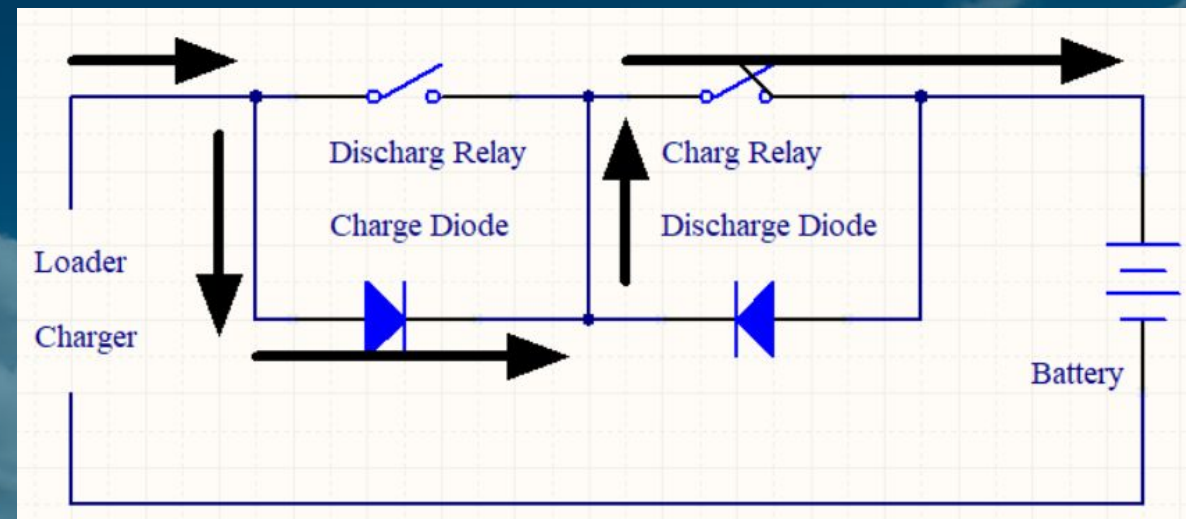 Discharg Relay
Charg Relay
Charge Diode
Discharge Diode
Loader
Charger
Battery